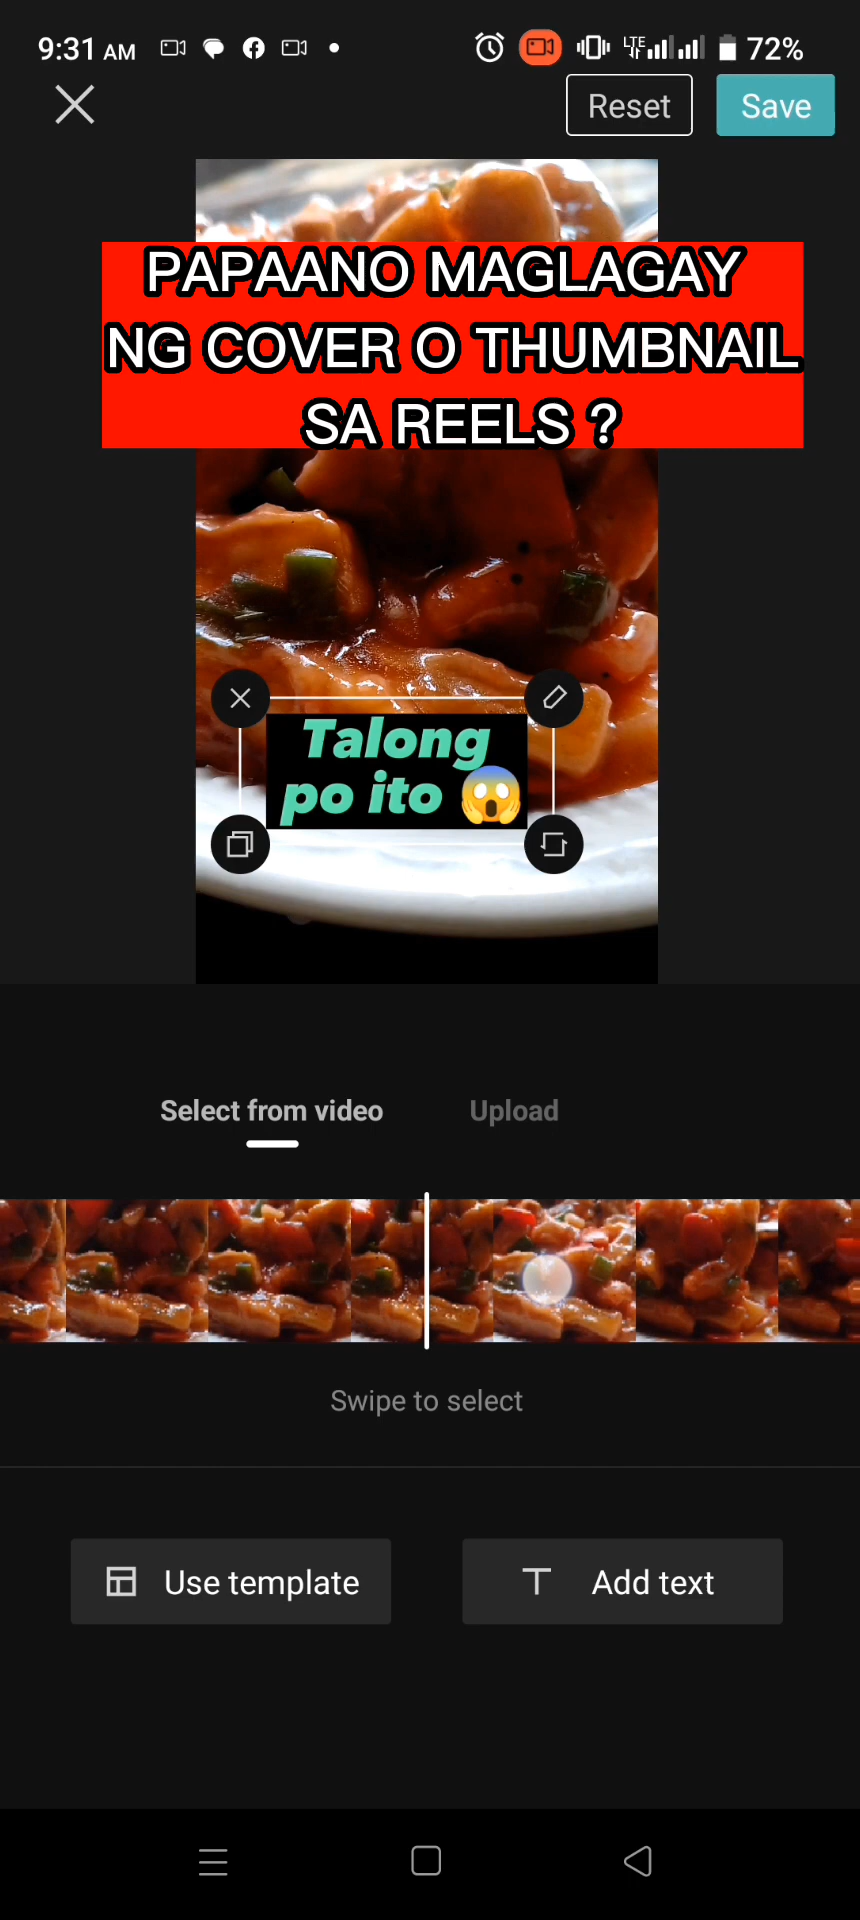 9:31 AM
LTE 72%
Reset
Save
PAPAANO MAGLAGAY
NG COVER O THUMBNAIL
SA REELS ?
Talong
po ito 😱
Select from video
Upload
Swipe to select
Use template
Add text